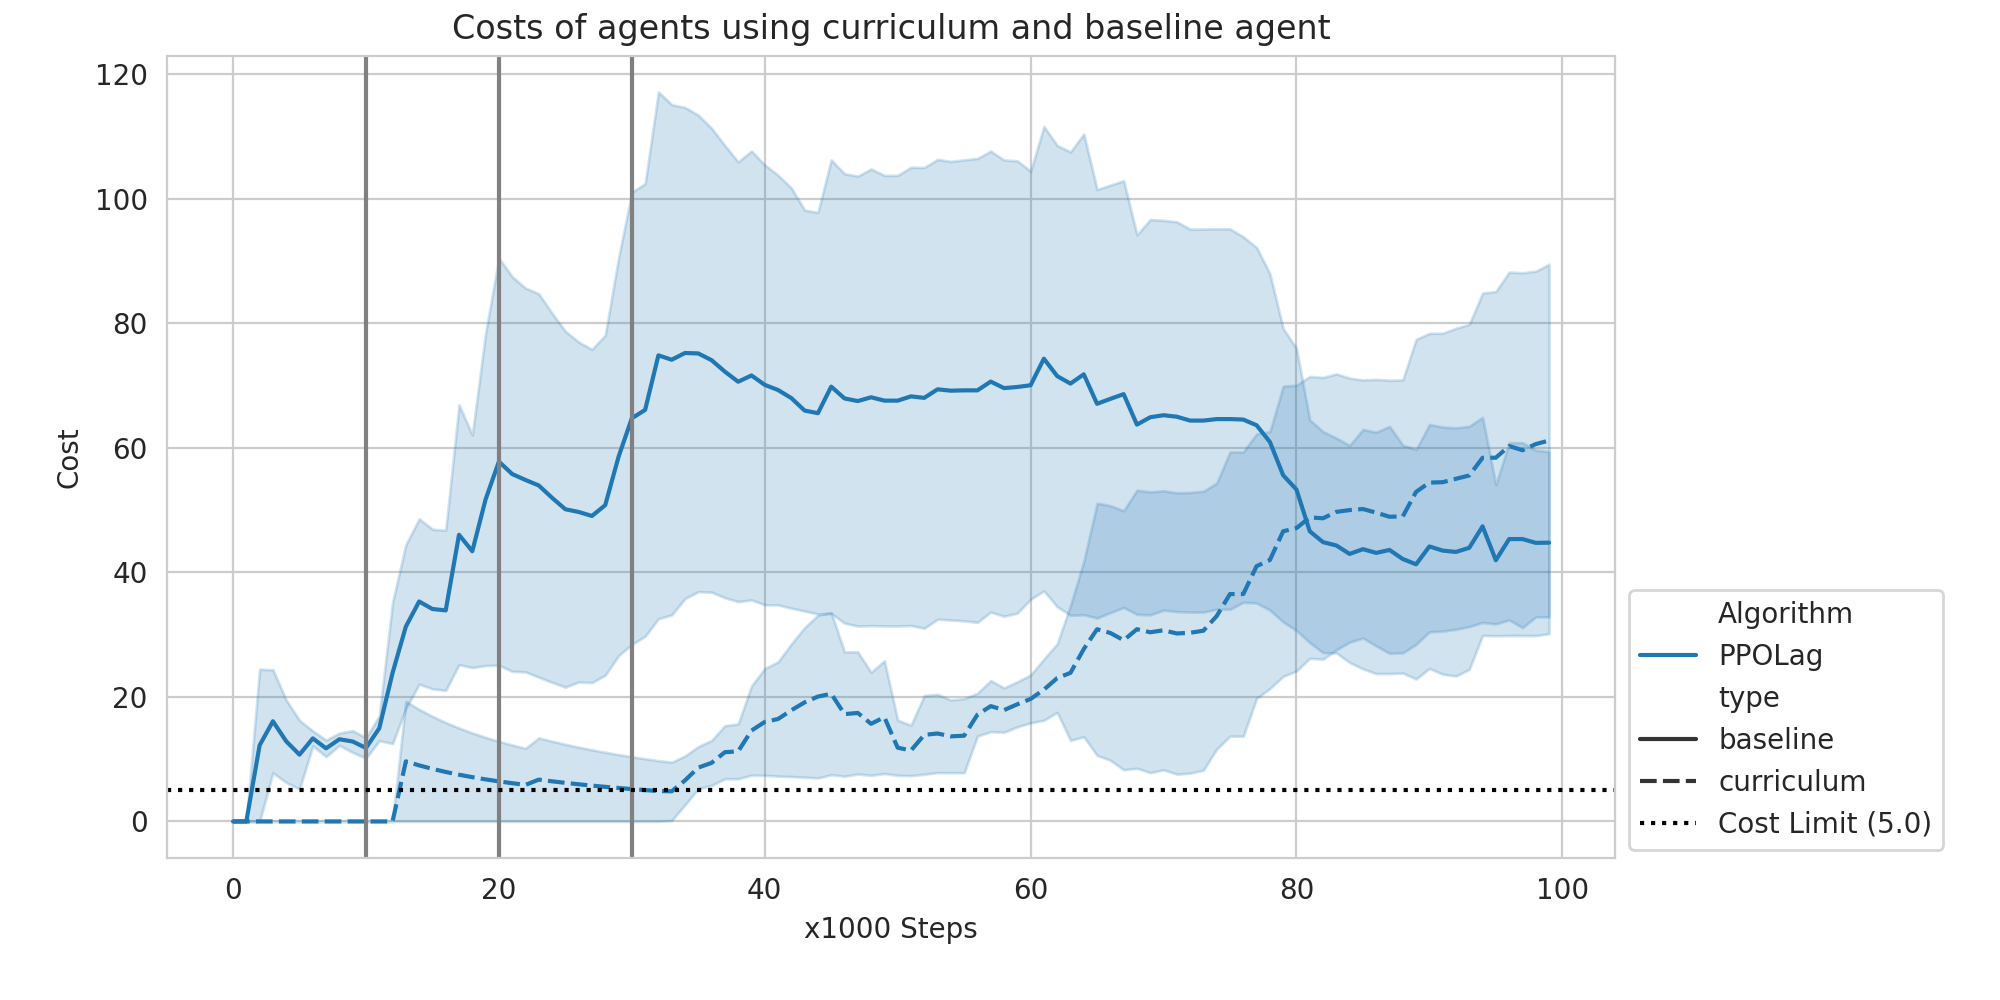 Costs of agents using curriculum and baseline agent
120
100
80
60
40
20
0
Cost
0 20 40 60 80 100
x1000 Steps
Algorithm
PPOLag
type
baseline
curriculum
Cost Limit (5.0)